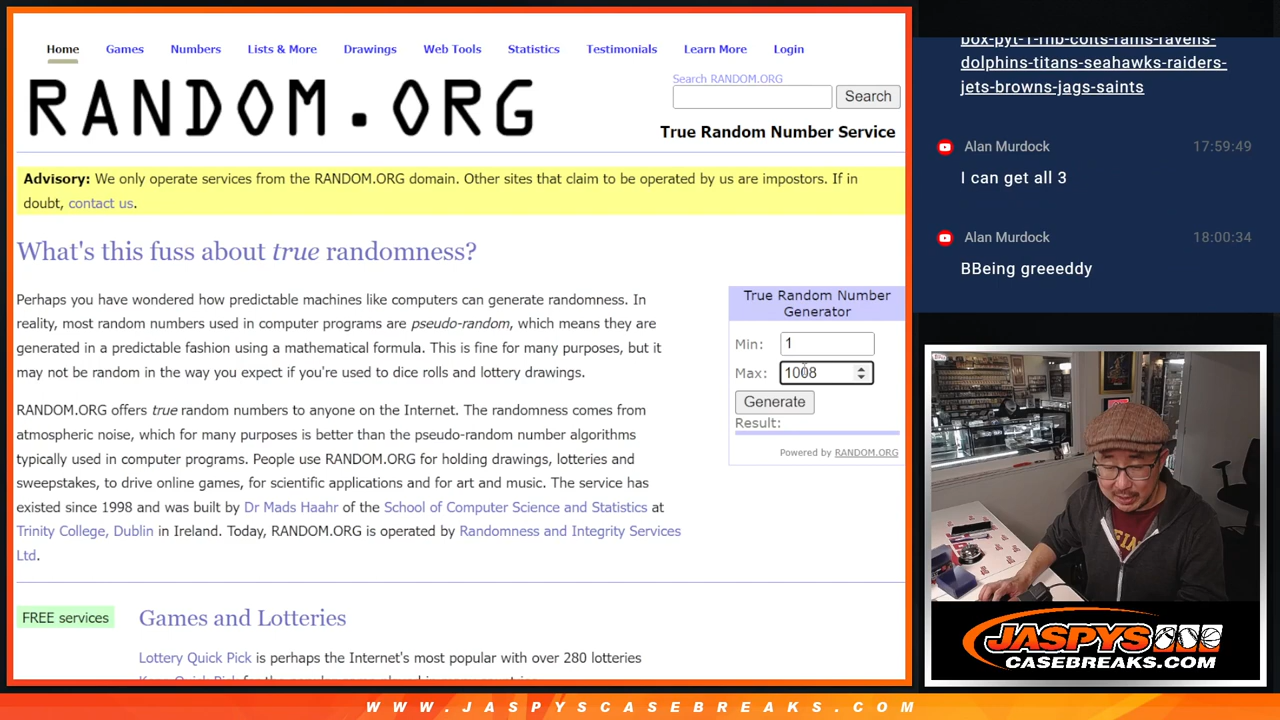 Home Games Numbers Lists & More Drawings Web Tools Statistics Testimonials Learn More Login
RANDOM.ORG
Search RANDOM.ORG
Search
True Random Number Service
Advisory: We only operate services from the RANDOM.ORG domain. Other sites that claim to be operated by us are impostors. If in
doubt, contact us.
What's this fuss about true randomness?
Perhaps you have wondered how predictable machines like computers can generate randomness. In
reality, most random numbers used in computer programs are pseudo-random, which means they are
generated in a predictable fashion using a mathematical formula. This is fine for many purposes, but it
may not be random in the way you expect if you're used to dice rolls and lottery drawings.
RANDOM.ORG offers true random numbers to anyone on the Internet. The randomness comes from
atmospheric noise, which for many purposes is better than the pseudo-random number algorithms
typically used in computer programs. People use RANDOM.ORG for holding drawings, lotteries and
sweepstakes, to drive online games, for scientific applications and for art and music. The service has
existed since 1998 and was built by Dr Mads Haahr of the School of Computer Science and Statistics at
Trinity College, Dublin in Ireland. Today, RANDOM.ORG is operated by Randomness and Integrity Services
Ltd.
True Random Number
Generator
Min: 1
Max: 1008
Generate
Result:
Powered by RANDOM.ORG
FREE services
Games and Lotteries
Lottery Quick Pick is perhaps the Internet's most popular with over 280 lotteries
box-pyt-1-mb-colts-rams-ravens-
dolphins-titans-seahawks-raiders-
jets-browns-jags-saints
Alan Murdock 17:59:49
I can get all 3
Alan Murdock 18:00:34
BBeing greeeddy
JASPYS
CASEBREAKS.COM
WWW.JASPYSCASEBREAKS.COM